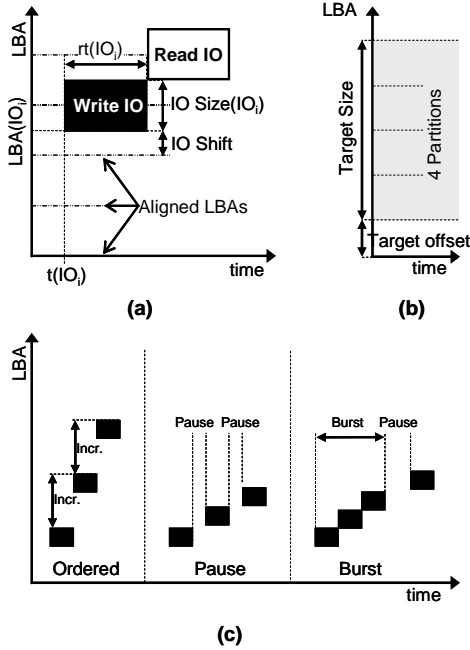 LBA
rt(IOᵢ)
Read IO
Write IO
IO Size(IOᵢ)
LBA(IOᵢ)
IO Shift
Aligned LBAs
t(IOᵢ)
time
(a)
LBA
Target Size
4 Partitions
Target offset
time
(b)
LBA
Incr.
Incr.
Ordered
Pause
Pause
Pause
Burst
Pause
Burst
time
(c)